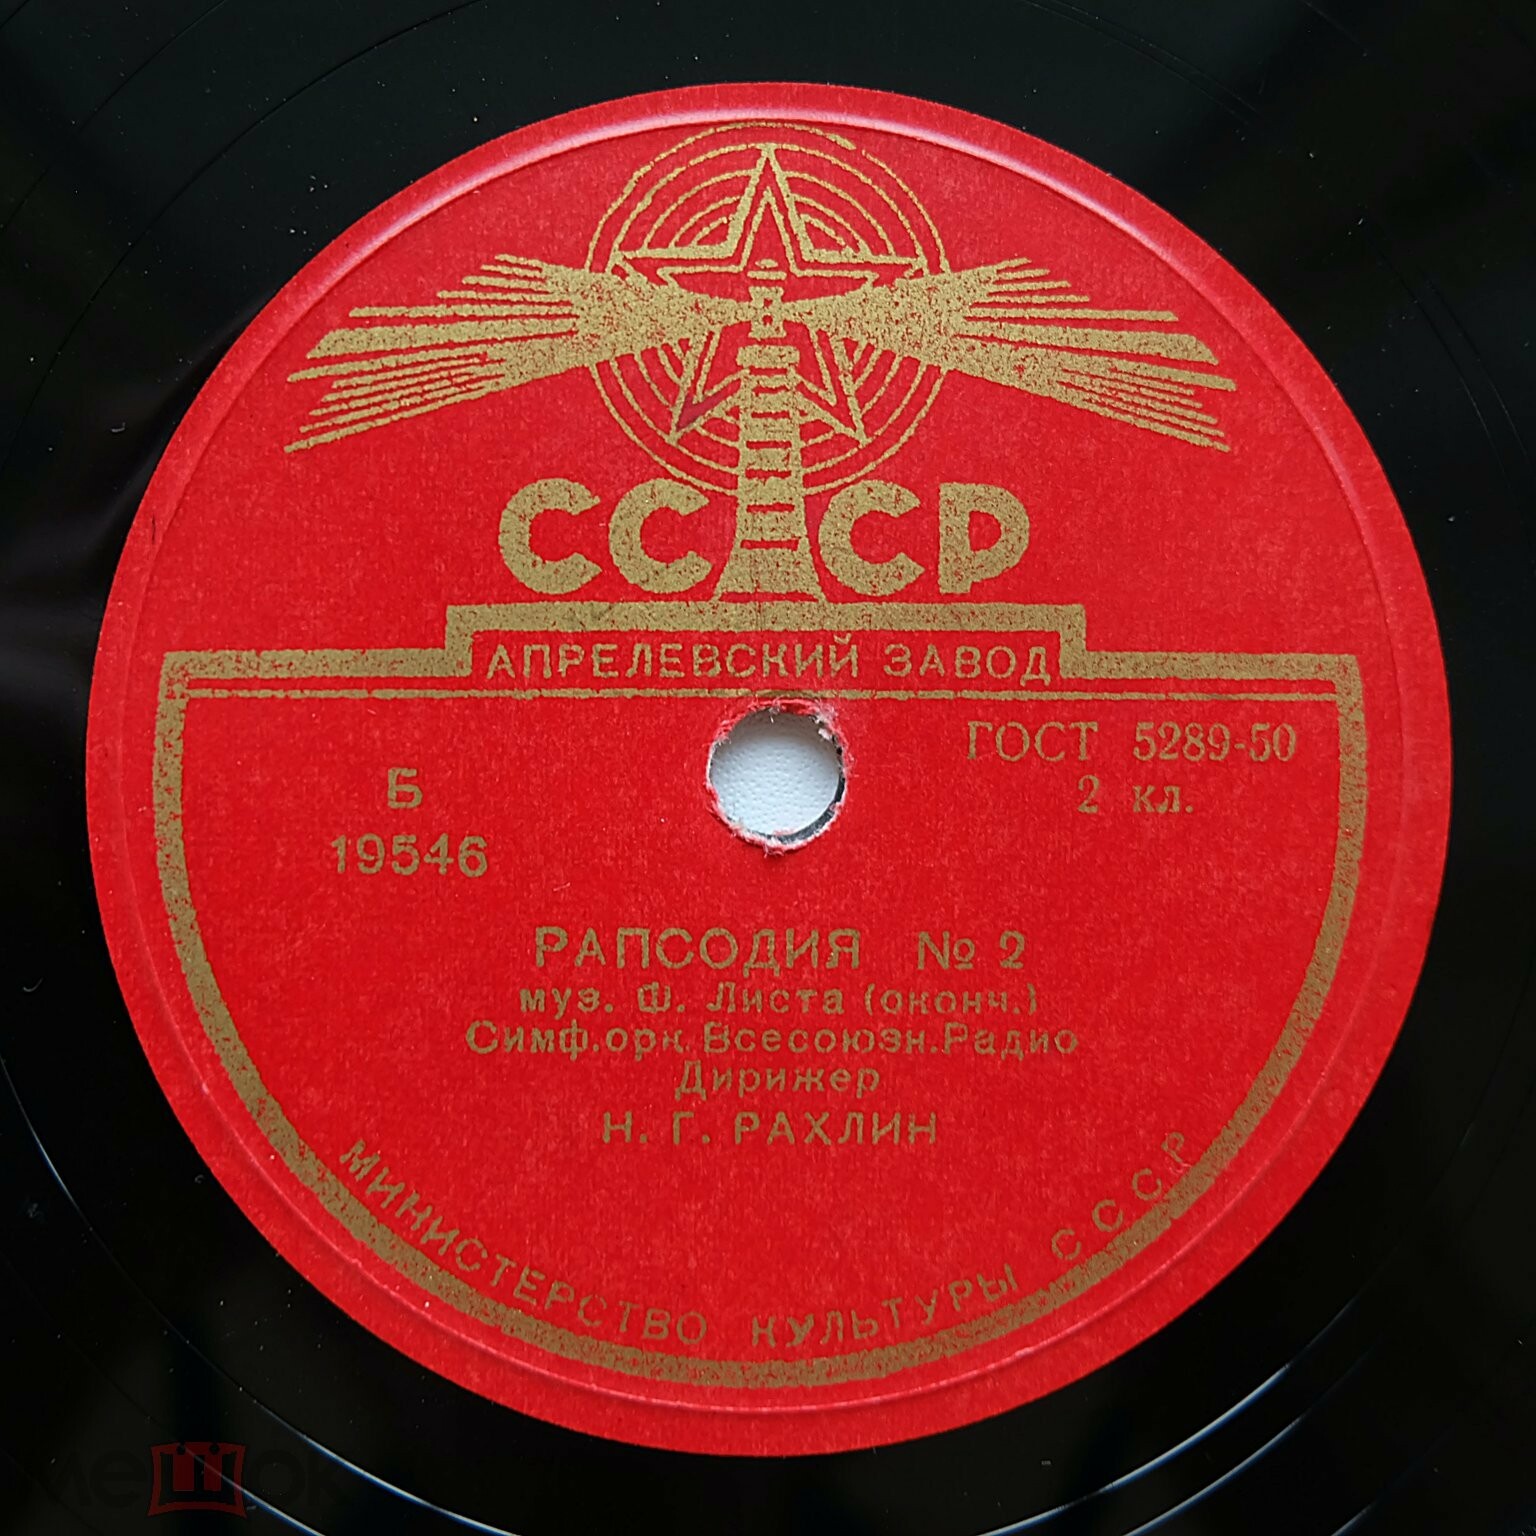 СССР
АПРЕЛЕВСКИЙ ЗАВОД
ГОСТ 5289-50
2 кл.
Б
19546
РАПСОДИЯ № 2
муз. Ф. Листа (оконч.)
Симф.орк. Всесоюзн.Радио
Дирижер
Н. Г. РАХЛИН
МИНИСТЕРСТВО КУЛЬТУРЫ СССР
мешок